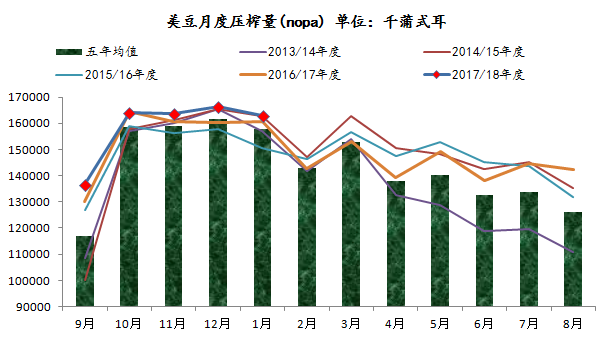 美豆月度压榨量(nopa) 单位：千蒲式耳
五年均值 2013/14年度 2014/15年度
2015/16年度 2016/17年度 2017/18年度
170000
160000
150000
140000
130000
120000
110000
100000
90000
9月 10月 11月 12月 1月 2月 3月 4月 5月 6月 7月 8月